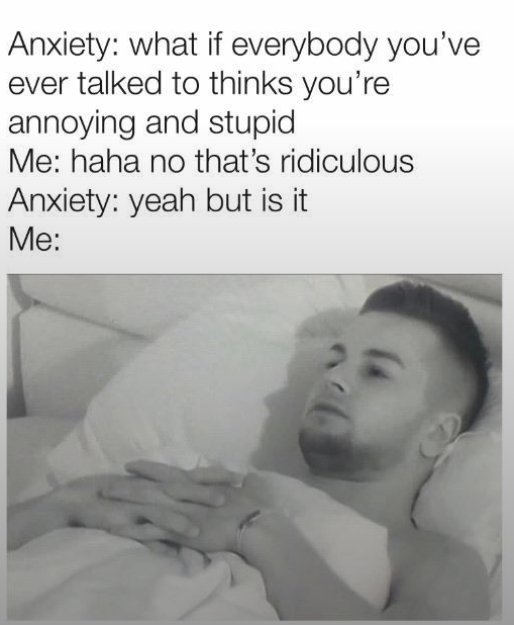 Anxiety: what if everybody you've
ever talked to thinks you're
annoying and stupid
Me: haha no that's ridiculous
Anxiety: yeah but is it
Me: